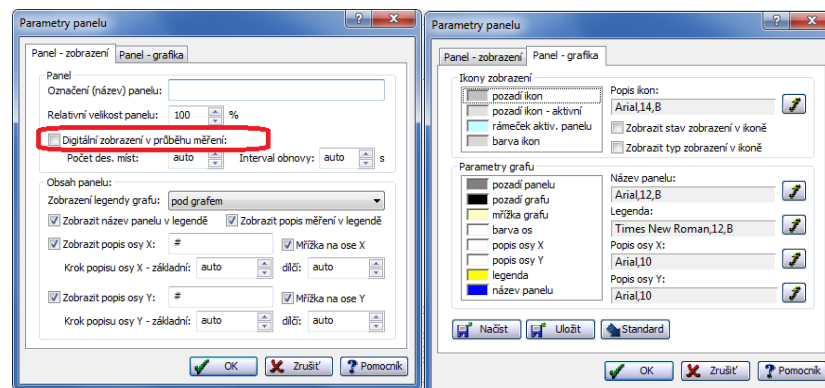 Parametry panelu
Panel - zobrazení Panel - grafika
Panel
Označení (název) panelu:
Relativní velikost panelu: 100 %
Digitální zobrazení v průběhu měření:
Počet des. míst: auto Interval obnovy: auto s
Obsah panelu:
Zobrazení legendy grafu: pod grafem
Zobrazit název panelu v legendě Zobrazit popis měření v legendě
Zobrazit popis osy X: # Mřížka na ose X
Krok popisu osy X - základní: auto dílčí: auto
Zobrazit popis osy Y: # Mřížka na ose Y
Krok popisu osy Y - základní: auto dílčí: auto
OK Zrušiť Pomocník
Parametry panelu
Panel - zobrazení Panel - grafika
Ikony zobrazení
pozadí ikon
pozadí ikon - aktivní
rámeček aktiv. panelu
barva ikon
Popis ikon:
Arial,14,B
Zobrazit stav zobrazení v ikoně
Zobrazit typ zobrazení v ikoně
Parametry grafu
pozadí panelu
pozadí grafu
mřížka grafu
barva os
popis osy X
popis osy Y
legenda
název panelu
Název panelu:
Arial,12,B
Legenda:
Times New Roman,12,B
Popis osy X:
Arial,10
Popis osy Y:
Arial,10
Načíst Uložit Standard
OK Zrušiť Pomocník